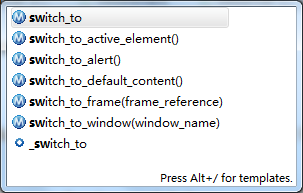 switch_to
switch_to_active_element()
switch_to_alert()
switch_to_default_content()
switch_to_frame(frame_reference)
switch_to_window(window_name)
_switch_to
Press Alt+/ for templates.